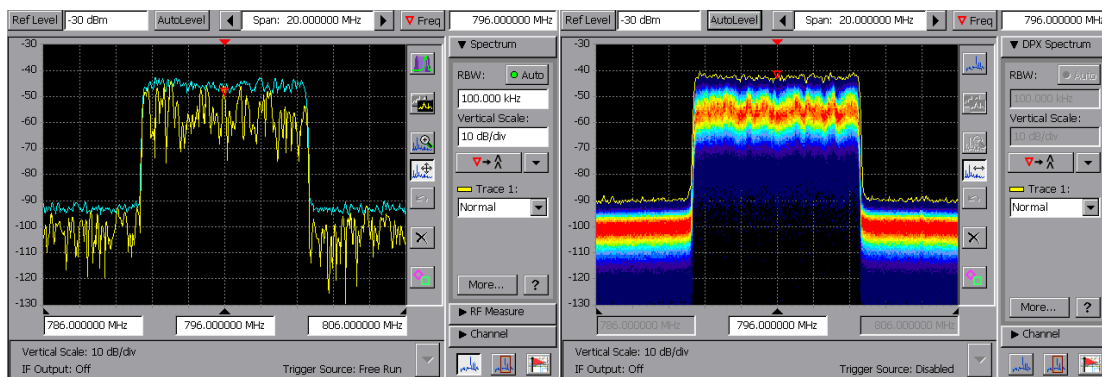 Ref Level -30 dBm AutoLevel Span: 20.000000 MHz Freq 796.000000 MHz
-30
-40
-50
-60
-70
-80
-90
-100
-110
-120
-130
Spectrum
RBW: Auto
100.000 kHz
Vertical Scale:
10 dB/div
Trace 1:
Normal
More... ?
RF Measure
Channel
786.000000 MHz 796.000000 MHz 806.000000 MHz
Vertical Scale: 10 dB/div
IF Output: Off Trigger Source: Free Run
Ref Level -30 dBm AutoLevel Span: 20.000000 MHz Freq 796.000000 MHz
-30
-40
-50
-60
-70
-80
-90
-100
-110
-120
-130
DPX Spectrum
RBW: Auto
100.000 kHz
Vertical Scale:
10 dB/div
Trace 1:
Normal
More... ?
Channel
786.000000 MHz 796.000000 MHz 806.000000 MHz
Vertical Scale: 10 dB/div
IF Output: Off Trigger Source: Disabled